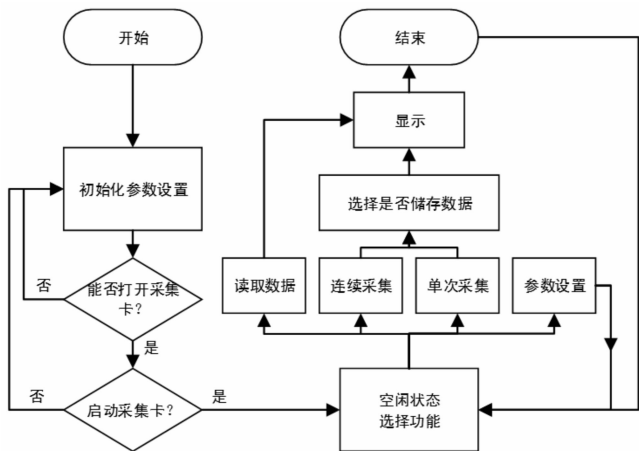 开始
结束
显示
初始化参数设置
选择是否储存数据
否
能否打开采集
卡？
读取数据
连续采集
单次采集
参数设置
是
否
启动采集卡？
是
空闲状态
选择功能